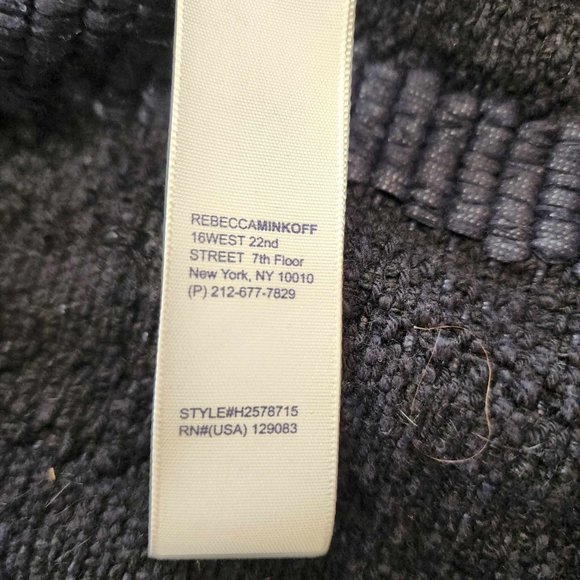 REBECCAMINKOFF
16WEST 22nd
STREET 7th Floor
New York, NY 10010
(P) 212-677-7829
STYLE#H2578715
RN#(USA) 129083